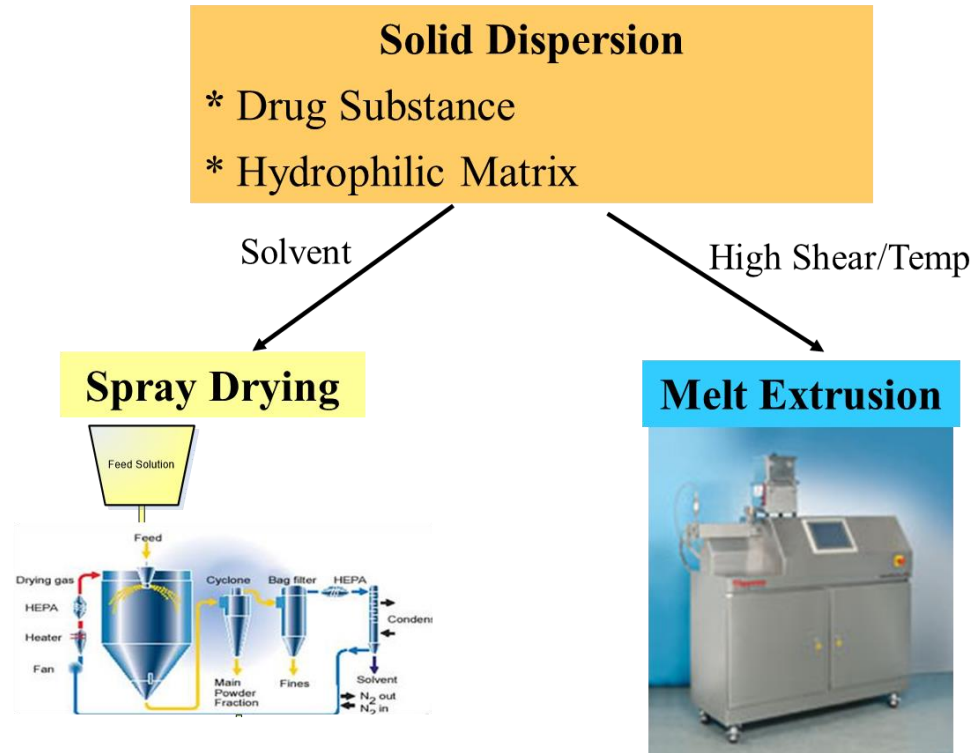 Solid Dispersion
* Drug Substance
* Hydrophilic Matrix
Solvent
High Shear/Temp
Spray Drying
Melt Extrusion
Feed Solution
Feed
Drying gas
Cyclone
Bag filter
HEPA
HEPA
Conden
Heater
Fan
Main
Powder
Fraction
Fines
Solvent
N₂ out
N₂ in